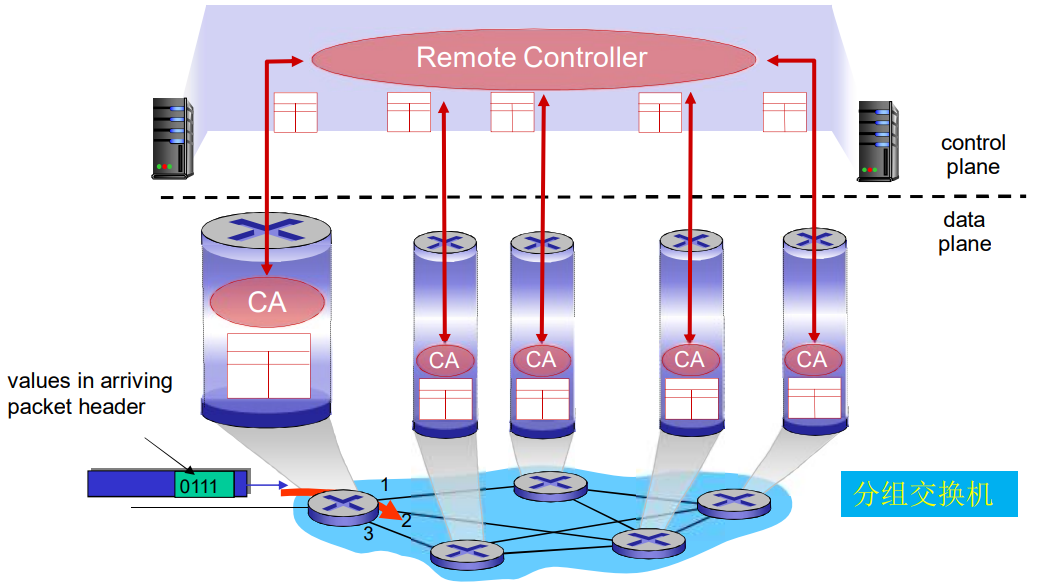 Remote Controller
control
plane
data
plane
CA
CA
CA
CA
CA
values in arriving
packet header
0111
1
2
3
分组交换机